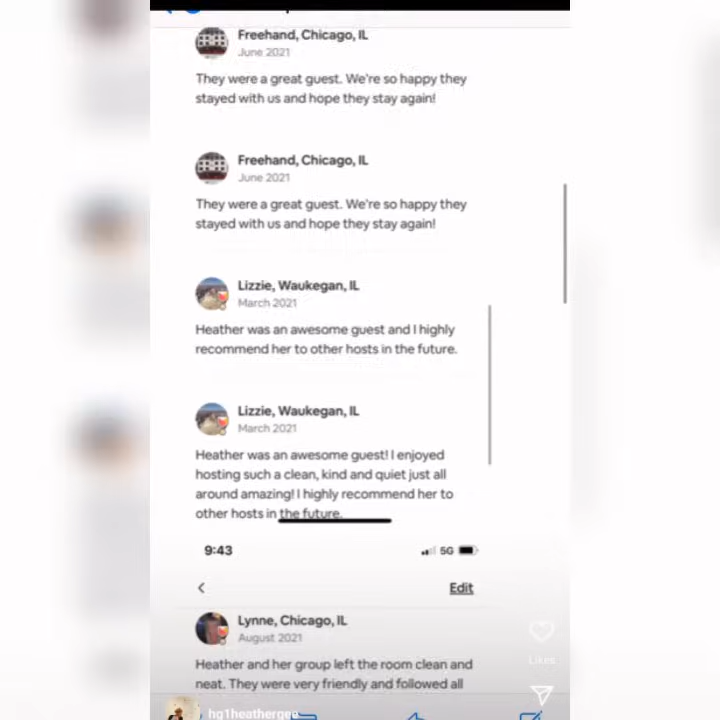 Freehand, Chicago, IL
June 2021
They were a great guest. We're so happy they
stayed with us and hope they stay again!
Freehand, Chicago, IL
June 2021
They were a great guest. We're so happy they
stayed with us and hope they stay again!
Lizzie, Waukegan, IL
March 2021
Heather was an awesome guest and I highly
recommend her to other hosts in the future.
Lizzie, Waukegan, IL
March 2021
Heather was an awesome guest! I enjoyed
hosting such a clean, kind and quiet just all
around amazing! I highly recommend her to
other hosts in the future.
9:43
5G
Edit
Lynne, Chicago, IL
August 2021
Heather and her group left the room clean and
neat. They were very friendly and followed all
Likes
hg1heathergee